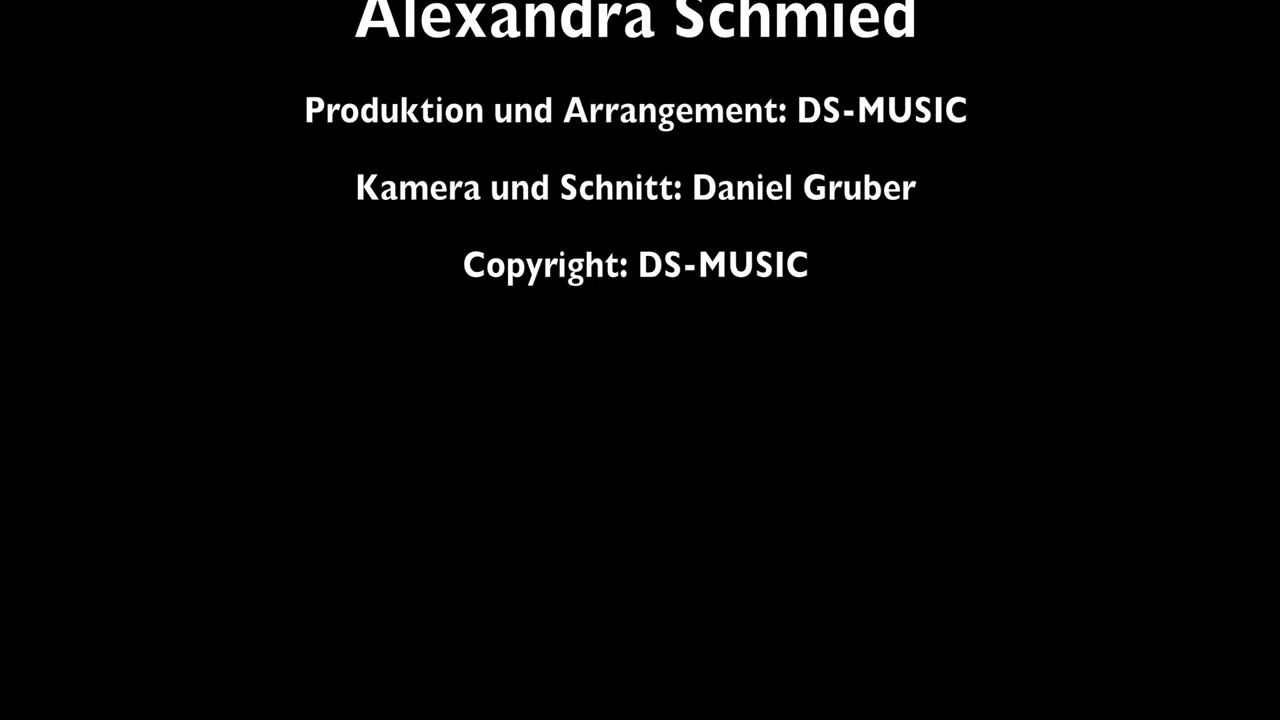 Alexandra Schmied
Produktion und Arrangement: DS-MUSIC
Kamera und Schnitt: Daniel Gruber
Copyright: DS-MUSIC